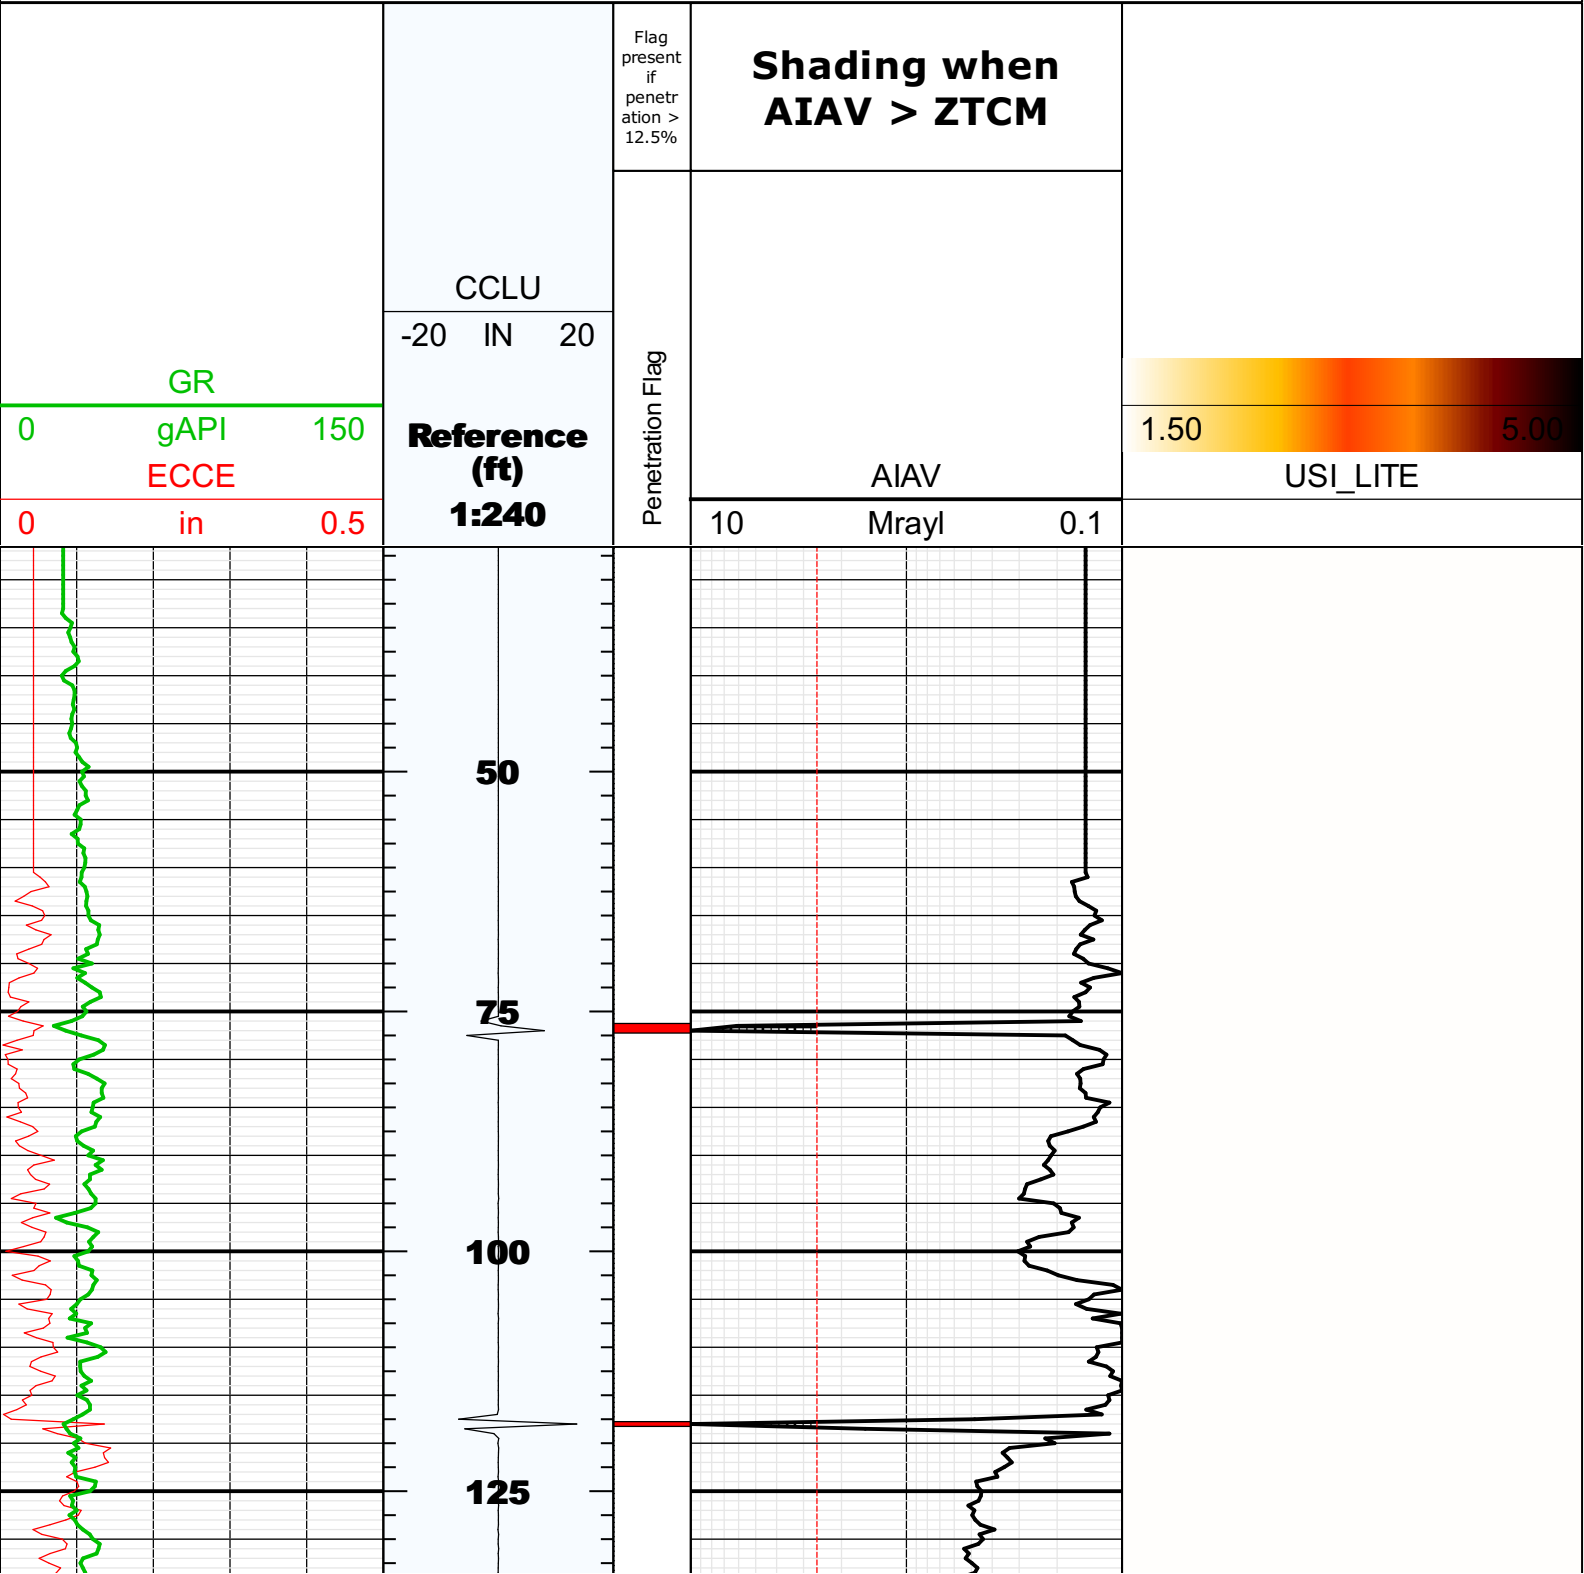 Flag
present
if
penetr
ation >
12.5%
Shading when
AIAV > ZTCM
CCLU
-20 IN 20
GR
0 gAPI 150
ECCE
0 in 0.5
Reference
(ft)
1:240
Penetration Flag
AIAV
10 Mrayl 0.1
1.50 5.00
USI_LITE
50
75
100
125